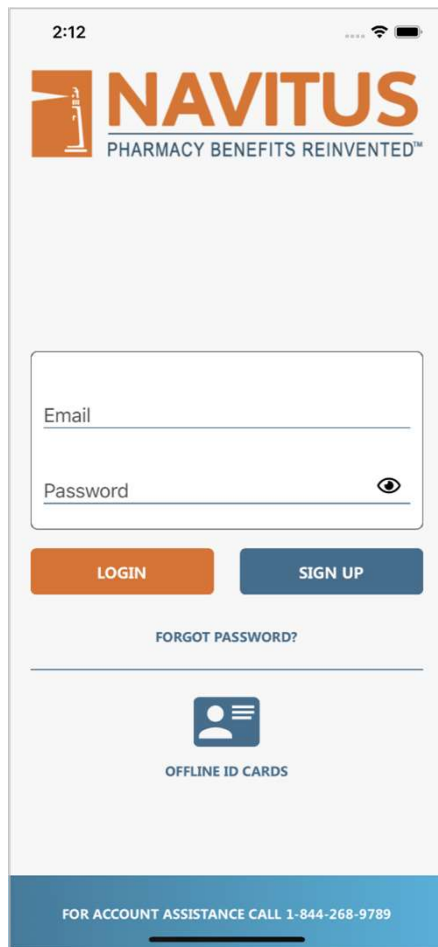 2:12
NAVITUS
PHARMACY BENEFITS REINVENTED™
Email
Password
LOGIN
SIGN UP
FORGOT PASSWORD?
OFFLINE ID CARDS
FOR ACCOUNT ASSISTANCE CALL 1-844-268-9789